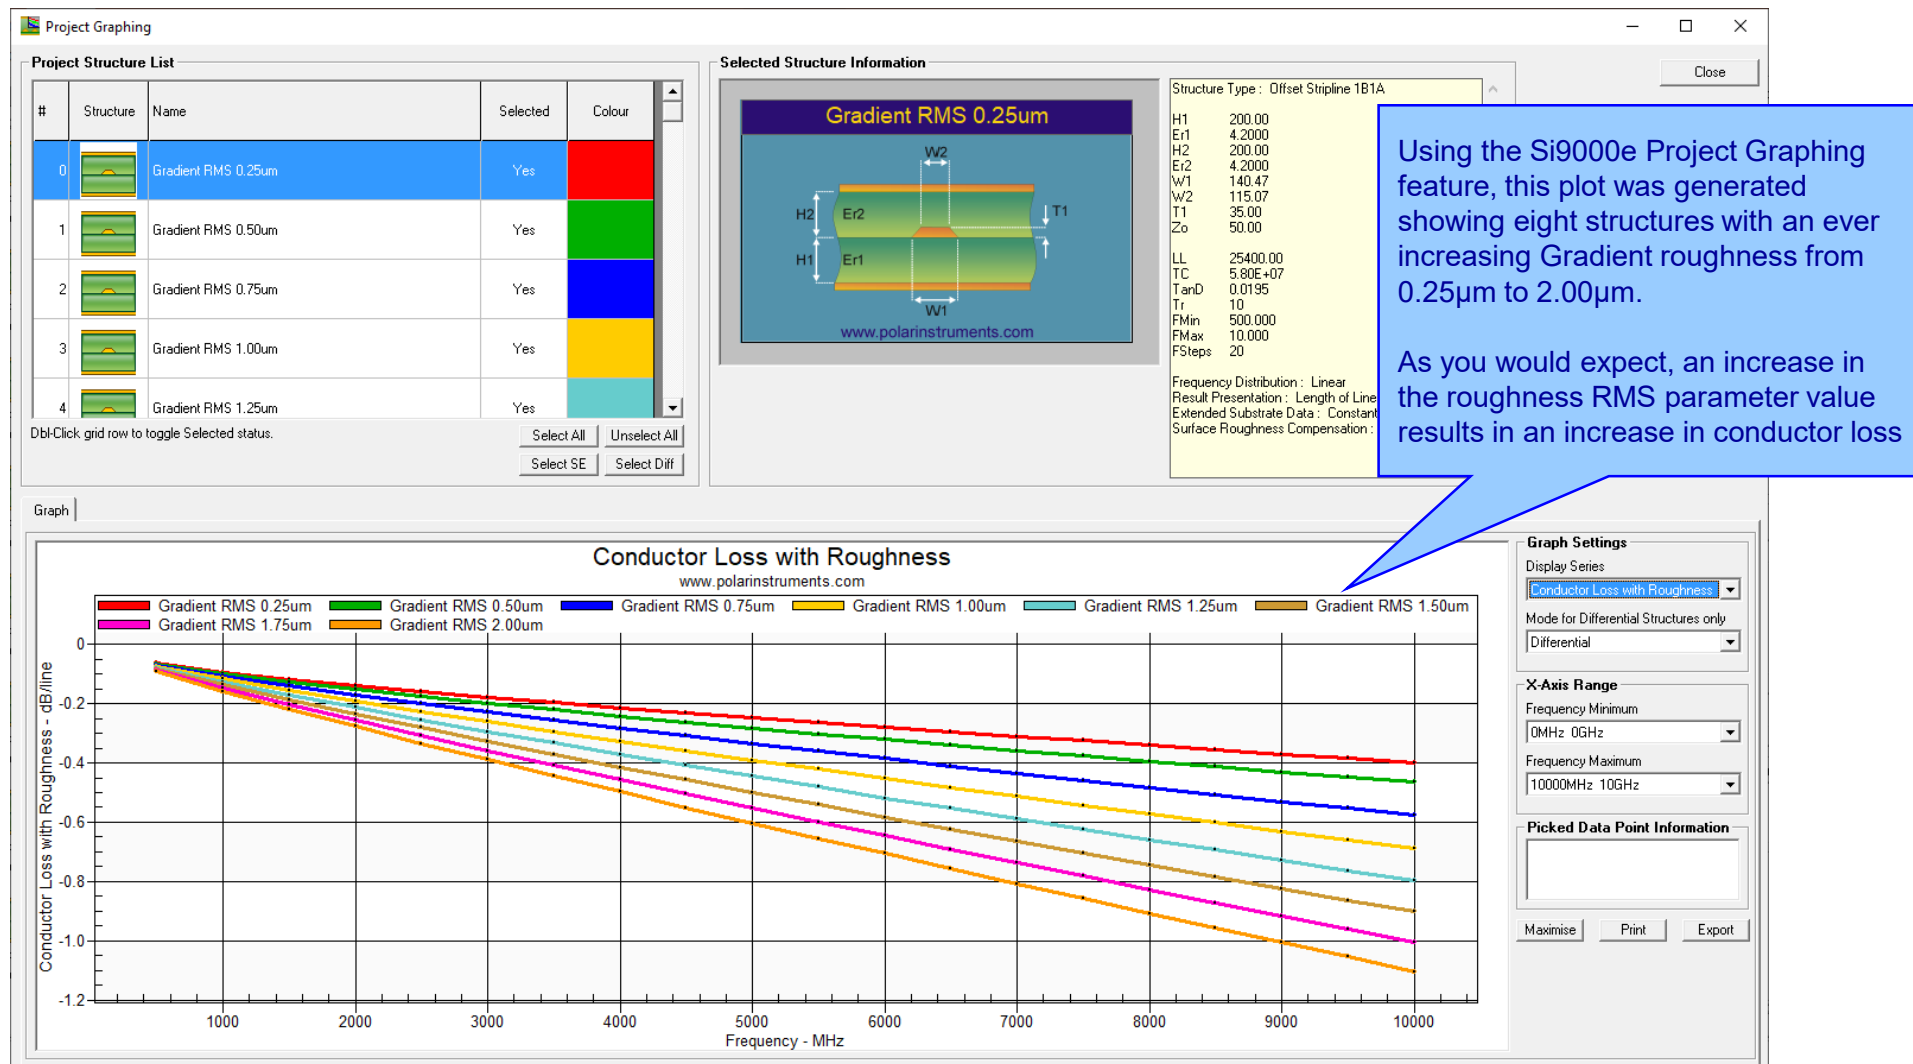 Project Graphing
Project Structure List
# Structure Name Selected Colour
0 Gradient RMS 0.25um Yes
1 Gradient RMS 0.50um Yes
2 Gradient RMS 0.75um Yes
3 Gradient RMS 1.00um Yes
4 Gradient RMS 1.25um Yes
Dbl-Click grid row to toggle Selected status.
Select All Unselect All
Select SE Select Diff
Selected Structure Information
Gradient RMS 0.25um
W2
H2 Er2 T1
H1 Er1
W1
www.polarinstruments.com
Structure Type : Offset Stripline 1B1A
H1 200.00
Er1 4.2000
H2 200.00
Er2 4.2000
W1 140.47
W2 115.07
T1 35.00
Zo 50.00
LL 25400.00
TC 5.80E+07
TanD 0.0195
Tr 10
FMin 500.000
FMax 10.000
FSteps 20
Frequency Distribution : Linear
Result Presentation : Length of Line
Extended Substrate Data : Constant
Surface Roughness Compensation :
Close
Using the Si9000e Project Graphing
feature, this plot was generated
showing eight structures with an ever
increasing Gradient roughness from
0.25µm to 2.00µm.
As you would expect, an increase in
the roughness RMS parameter value
results in an increase in conductor loss
Graph
Conductor Loss with Roughness
www.polarinstruments.com
Gradient RMS 0.25um Gradient RMS 0.50um Gradient RMS 0.75um Gradient RMS 1.00um Gradient RMS 1.25um Gradient RMS 1.50um
Gradient RMS 1.75um Gradient RMS 2.00um
Conductor Loss with Roughness - dB/line
0
-0.2
-0.4
-0.6
-0.8
-1.0
-1.2
1000 2000 3000 4000 5000 6000 7000 8000 9000 10000
Frequency - MHz
Graph Settings
Display Series
Conductor Loss with Roughness
Mode for Differential Structures only
Differential
X-Axis Range
Frequency Minimum
0MHz 0GHz
Frequency Maximum
10000MHz 10GHz
Picked Data Point Information
Maximise Print Export